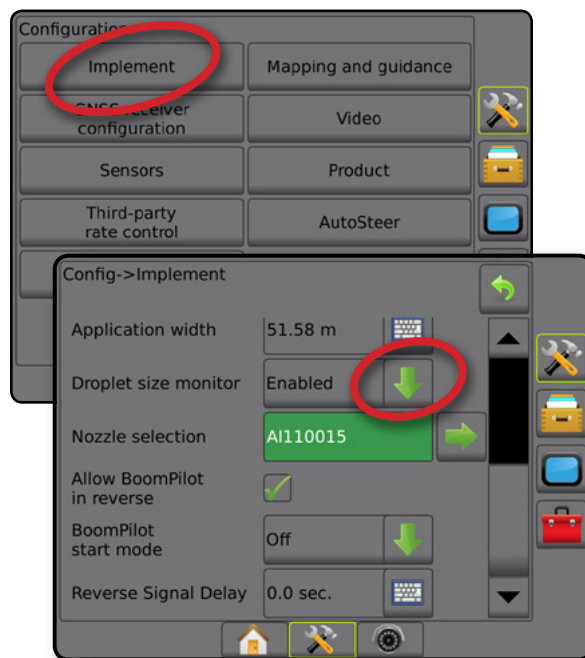 Configuration
Implement
Mapping and guidance
GNSS receiver
configuration
Video
Sensors
Product
Third-party
rate control
AutoSteer
Config->Implement
Application width
51.58 m
Droplet size monitor
Enabled
Nozzle selection
AI110015
Allow BoomPilot
in reverse
BoomPilot
start mode
Off
Reverse Signal Delay
0.0 sec.